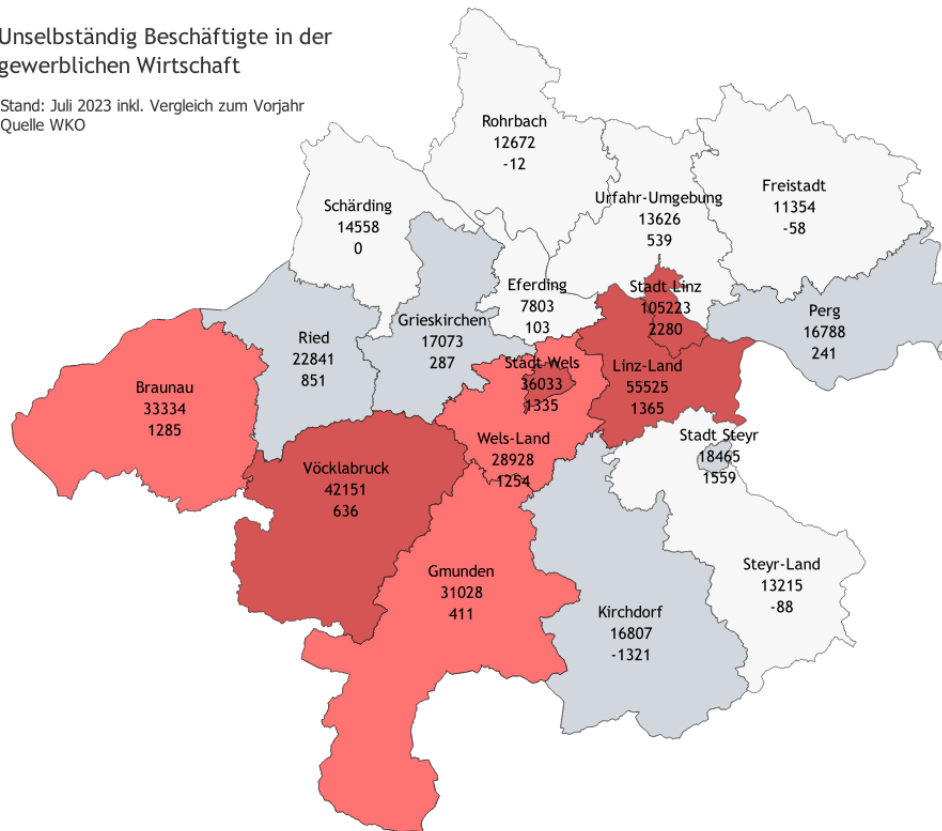 Unselbständig Beschäftigte in der
gewerblichen Wirtschaft
Stand: Juli 2023 inkl. Vergleich zum Vorjahr
Quelle WKO
Rohrbach
12672
-12
Freistadt
11354
-58
Urfahr-Umgebung
13626
539
Schärding
14558
0
Eferding
7803
103
Stadt Linz
105223
2280
Perg
16788
241
Grieskirchen
17073
287
Ried
22841
851
Stadt Wels
36033
1335
Linz-Land
55525
1365
Braunau
33334
1285
Wels-Land
28928
1254
Stadt Steyr
18465
1559
Vöcklabruck
42151
636
Gmunden
31028
411
Steyr-Land
13215
-88
Kirchdorf
16807
-1321